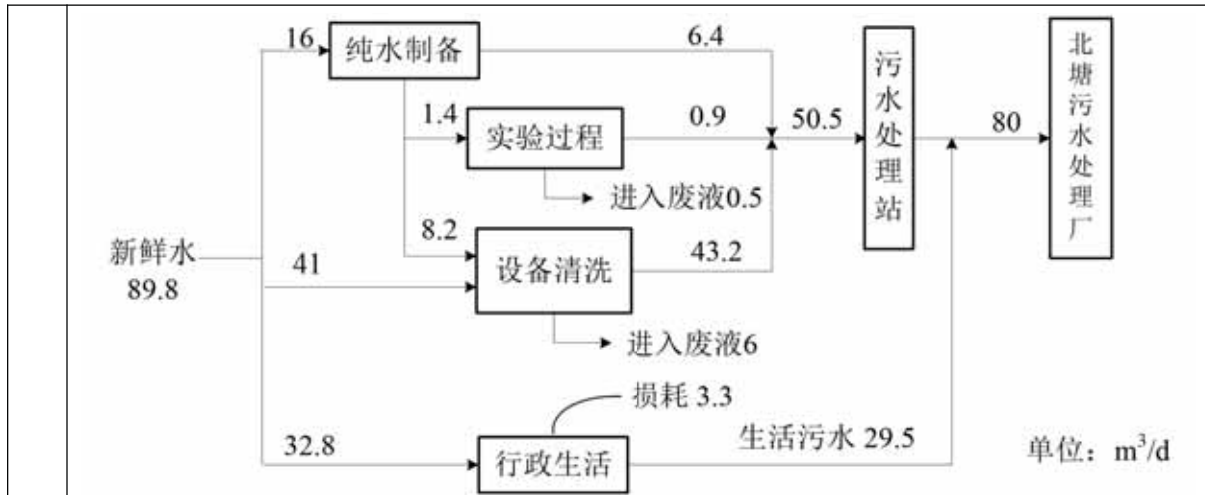 16
纯水制备
6.4
1.4
实验过程
0.9
50.5
污水处理站
80
北塘污水处理厂
进入废液0.5
新鲜水
89.8
8.2
41
设备清洗
43.2
进入废液6
损耗 3.3
32.8
行政生活
生活污水 29.5
单位：m³/d